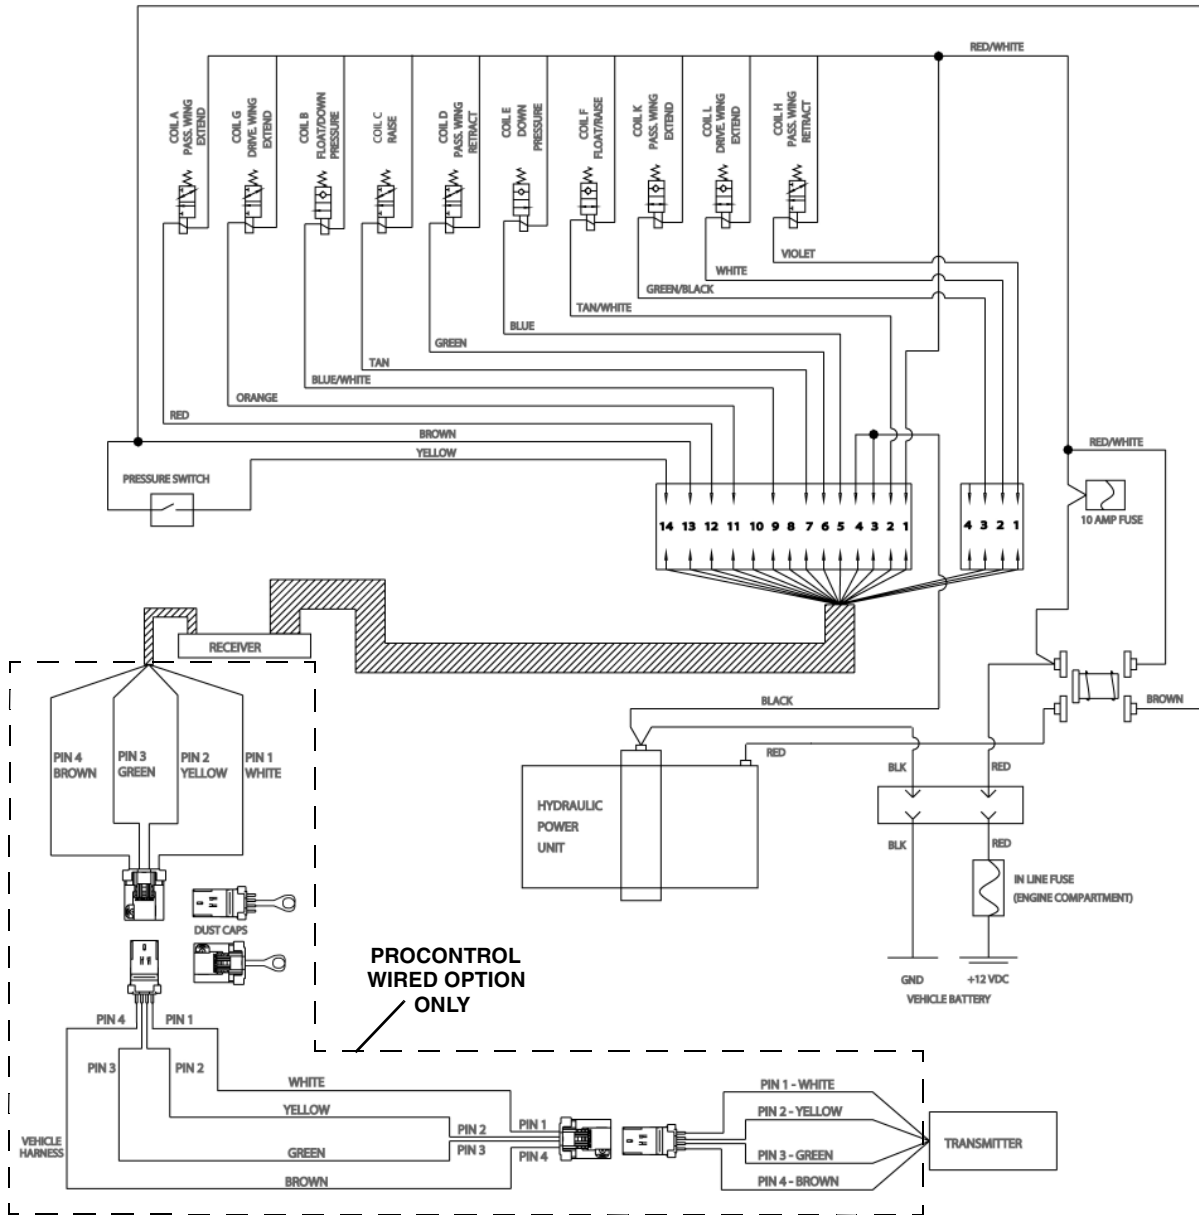 RED/WHITE
COIL A
PASS. WING
EXTEND
COIL G
DRIVE. WING
EXTEND
COIL B
FLOAT/DOWN
PRESSURE
COIL C
RAISE
COIL D
PASS. WING
RETRACT
COIL E
DOWN
PRESSURE
COIL F
FLOAT/RAISE
COIL K
PASS. WING
EXTEND
COIL L
DRIVE. WING
EXTEND
COIL H
PASS. WING
RETRACT
VIOLET
WHITE
GREEN/BLACK
TAN/WHITE
BLUE
GREEN
TAN
BLUE/WHITE
ORANGE
RED
BROWN
YELLOW
RED/WHITE
PRESSURE SWITCH
10 AMP FUSE
14 13 12 11 10 9 8 7 6 5 4 3 2 1
4 3 2 1
RECEIVER
BLACK
BROWN
RED
PIN 4
BROWN
PIN 3
GREEN
PIN 2
YELLOW
PIN 1
WHITE
BLK
RED
HYDRAULIC
POWER
UNIT
BLK
RED
IN LINE FUSE
(ENGINE COMPARTMENT)
DUST CAPS
PROCONTROL
WIRED OPTION
ONLY
GND
+12 VDC
VEHICLE BATTERY
PIN 4
PIN 1
PIN 3
PIN 2
WHITE
YELLOW
GREEN
BROWN
VEHICLE
HARNESS
PIN 1
PIN 2
PIN 3
PIN 4
PIN 1 - WHITE
PIN 2 - YELLOW
PIN 3 - GREEN
PIN 4 - BROWN
TRANSMITTER